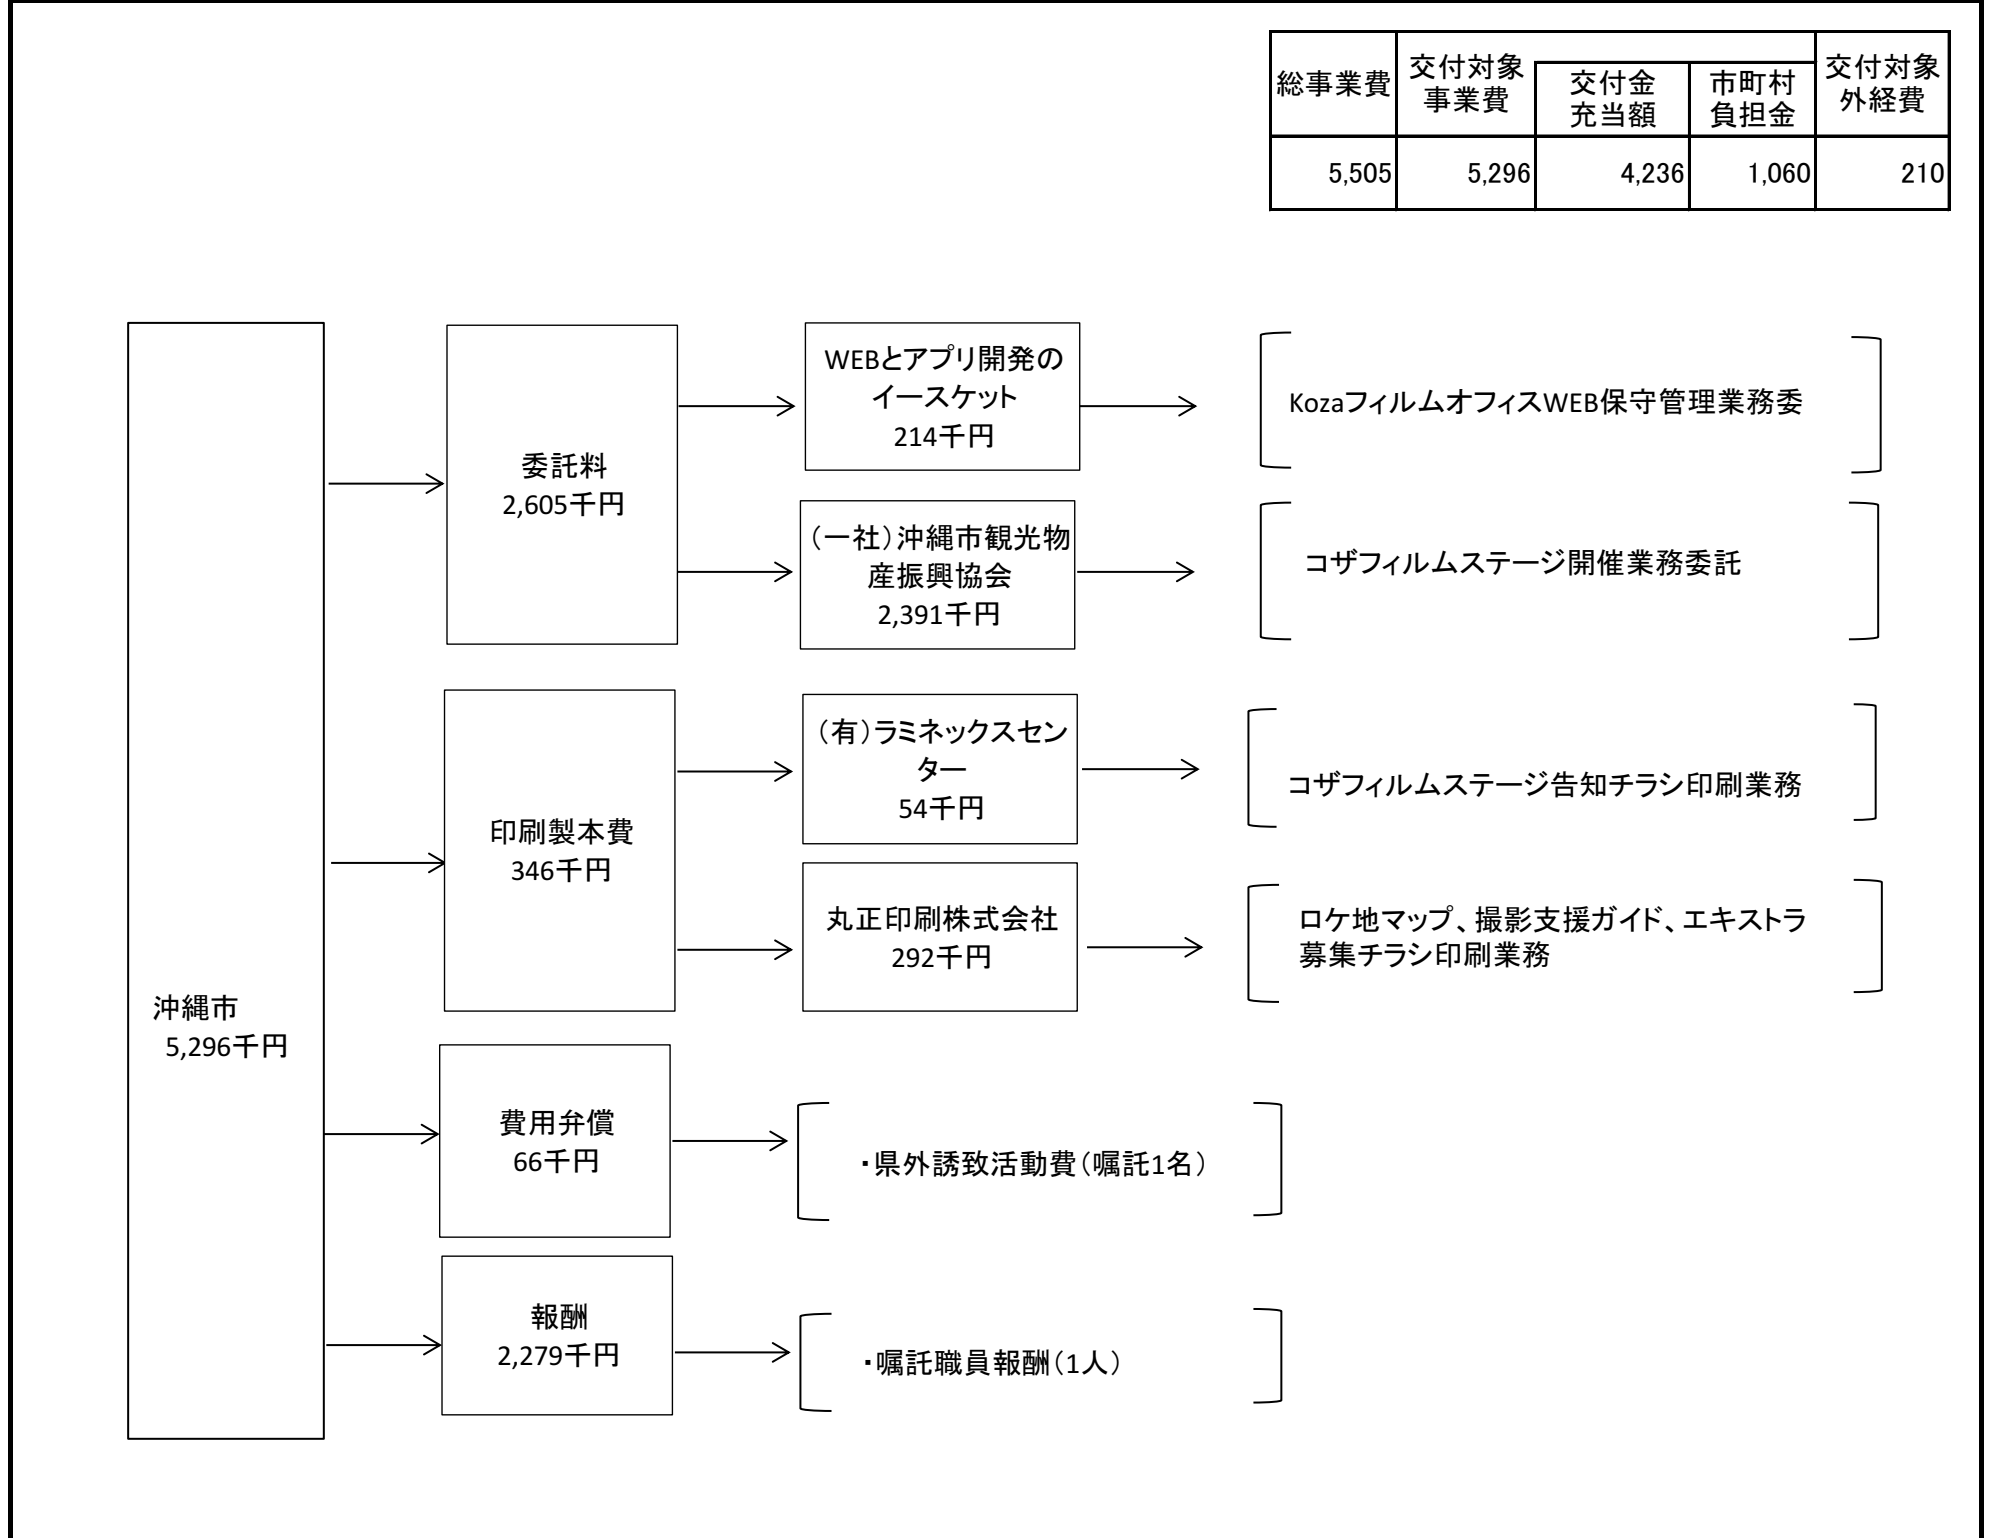 総事業費
交付対象
事業費
交付金
充当額
市町村
負担金
交付対象
外経費
5,505
5,296
4,236
1,060
210
沖縄市
5,296千円
委託料
2,605千円
WEBとアプリ開発の
イースケット
214千円
KozaフィルムオフィスWEB保守管理業務委
（一社）沖縄市観光物
産振興協会
2,391千円
コザフィルムステージ開催業務委託
印刷製本費
346千円
（有）ラミネックスセン
ター
54千円
コザフィルムステージ告知チラシ印刷業務
丸正印刷株式会社
292千円
ロケ地マップ、撮影支援ガイド、エキストラ
募集チラシ印刷業務
費用弁償
66千円
・県外誘致活動費（嘱託1名）
報酬
2,279千円
・嘱託職員報酬（1人）